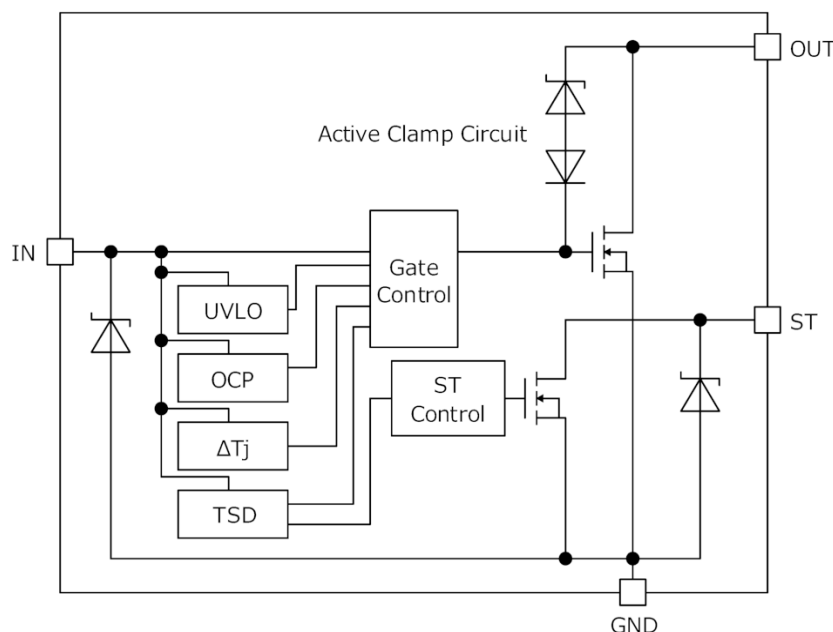 OUT
Active Clamp Circuit
IN
Gate
Control
UVLO
ST
OCP
ST
Control
ΔTj
TSD
GND